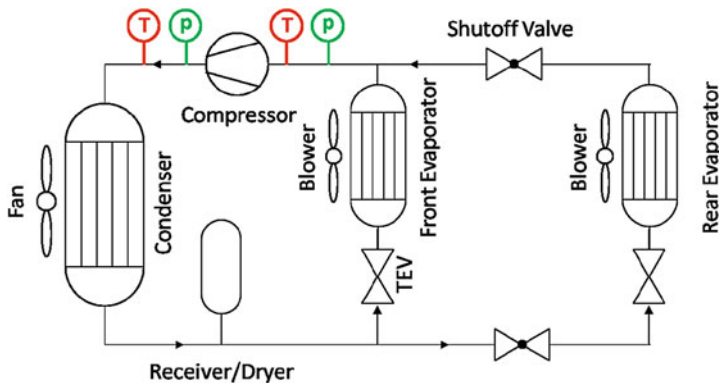 T
p
T
p
Shutoff Valve
Compressor
Fan
Condenser
Blower
Front Evaporator
Blower
Rear Evaporator
TEV
Receiver/Dryer